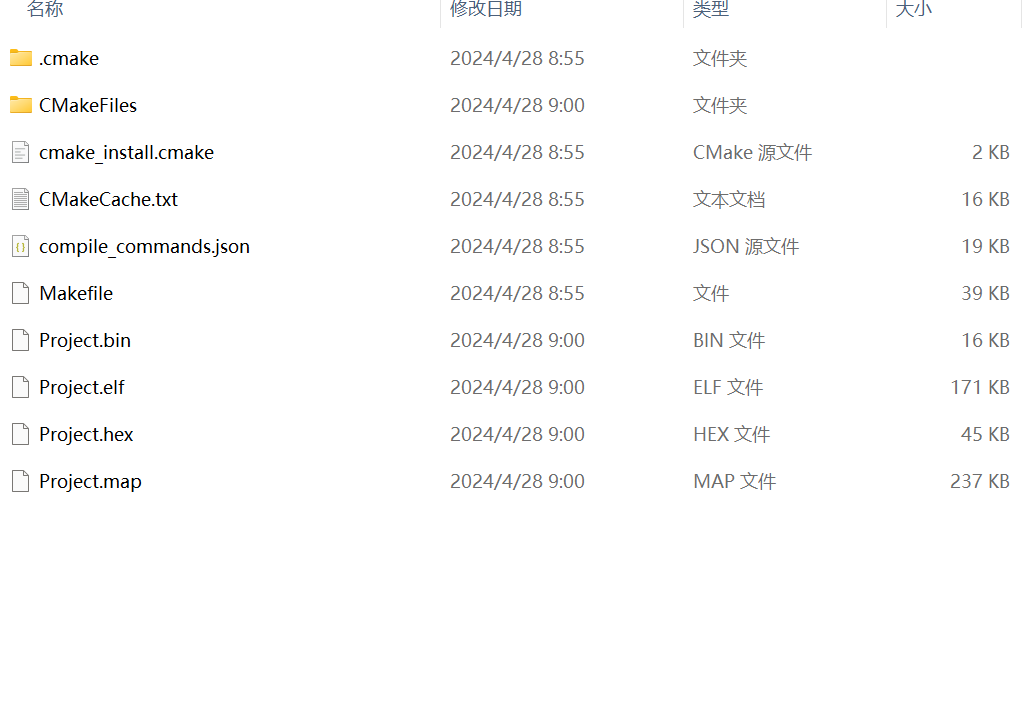 名称 修改日期 类型 大小
.cmake 2024/4/28 8:55 文件夹
CMakeFiles 2024/4/28 9:00 文件夹
cmake_install.cmake 2024/4/28 8:55 CMake 源文件 2 KB
CMakeCache.txt 2024/4/28 8:55 文本文档 16 KB
compile_commands.json 2024/4/28 8:55 JSON 源文件 19 KB
Makefile 2024/4/28 8:55 文件 39 KB
Project.bin 2024/4/28 9:00 BIN 文件 16 KB
Project.elf 2024/4/28 9:00 ELF 文件 171 KB
Project.hex 2024/4/28 9:00 HEX 文件 45 KB
Project.map 2024/4/28 9:00 MAP 文件 237 KB